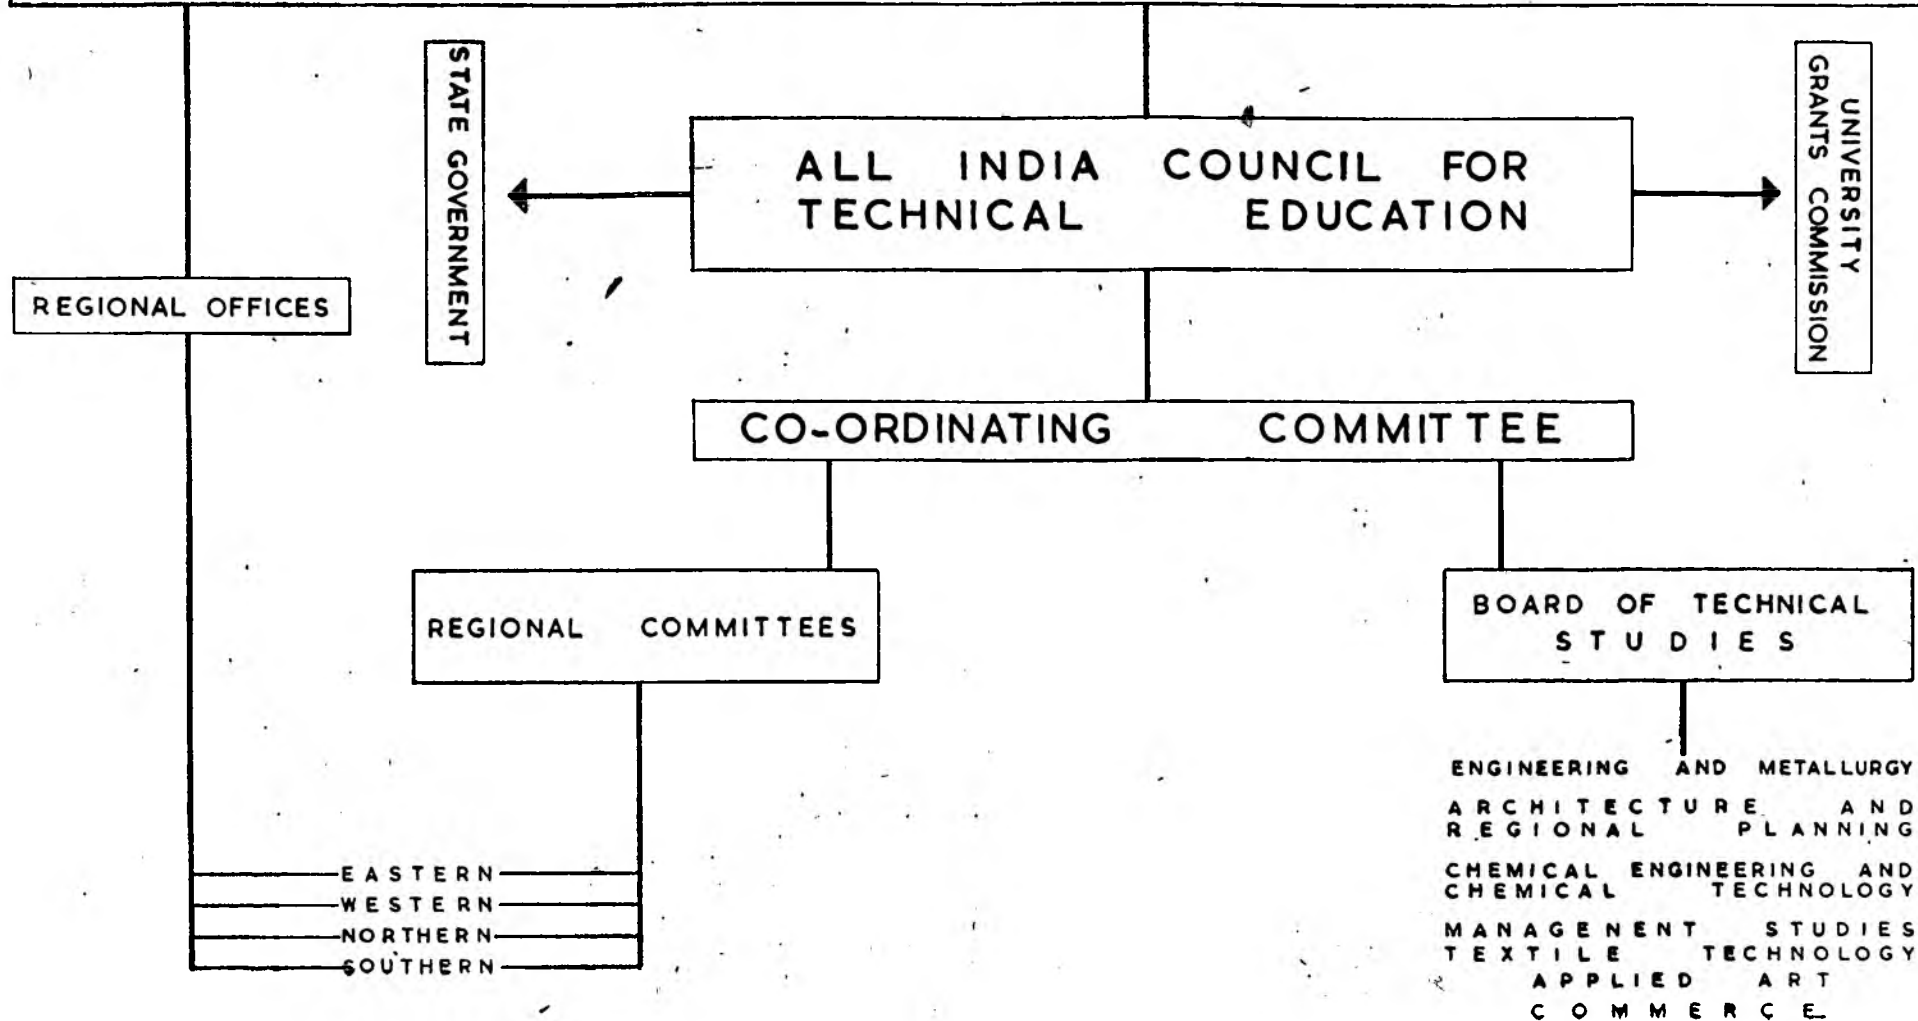 STATE GOVERNMENT
ALL INDIA COUNCIL FOR
TECHNICAL EDUCATION
UNIVERSITY
GRANTS COMMISSION
REGIONAL OFFICES
CO-ORDINATING COMMITTEE
REGIONAL COMMITTEES
BOARD OF TECHNICAL
STUDIES
ENGINEERING AND METALLURGY
ARCHITECTURE AND
REGIONAL PLANNING
CHEMICAL ENGINEERING AND
CHEMICAL TECHNOLOGY
MANAGENENT STUDIES
TEXTILE TECHNOLOGY
APPLIED ART
COMMERCE
EASTERN
WESTERN
NORTHERN
SOUTHERN